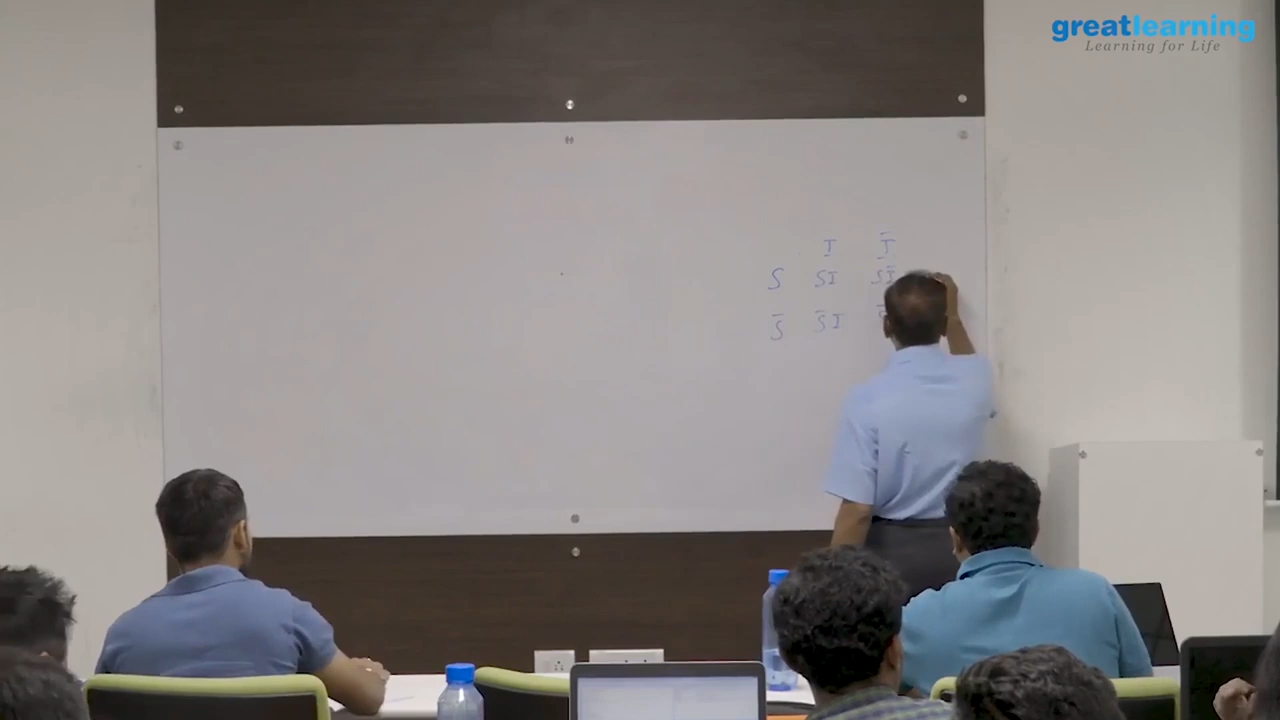 greatlearning
Learning for Life
I Ī
S SI SĪ
S̄ S̄I